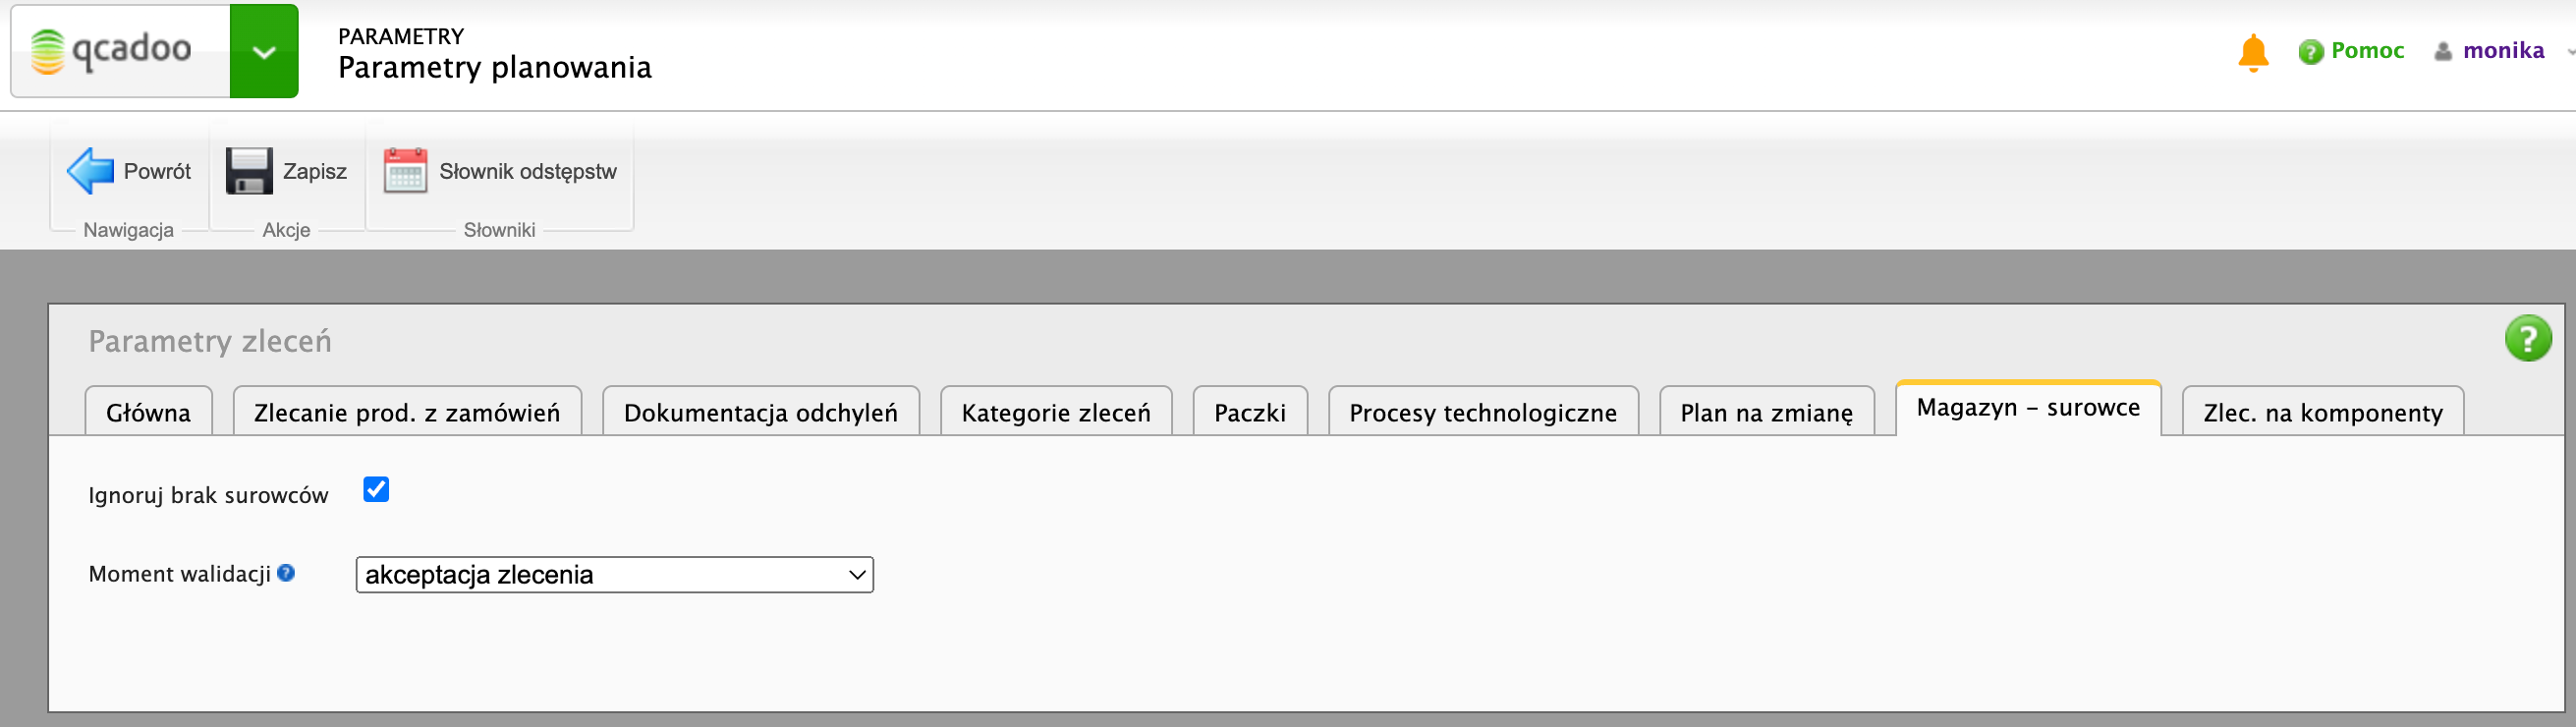 qcadoo
PARAMETRY
Parametry planowania
? Pomoc
monika
Powrót
Zapisz
Słownik odstępstw
Nawigacja
Akcje
Słowniki
Parametry zleceń
?
Główna
Zlecanie prod. z zamówień
Dokumentacja odchyleń
Kategorie zleceń
Paczki
Procesy technologiczne
Plan na zmianę
Magazyn - surowce
Zlec. na komponenty
Ignoruj brak surowców
Moment walidacji ?
akceptacja zlecenia